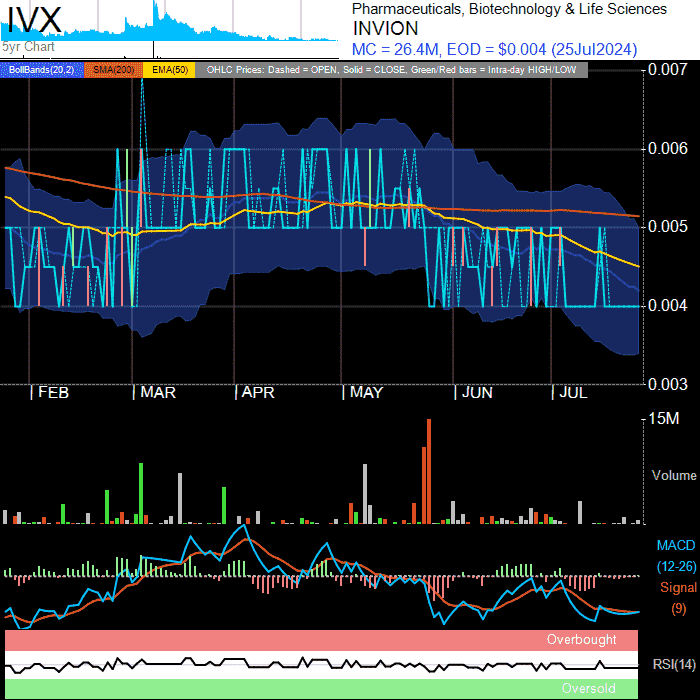 IVX
5yr Chart
Pharmaceuticals, Biotechnology & Life Sciences
INVION
MC = 26.4M, EOD = $0.004 (25Jul2024)
BollBands(20,2) SMA(200) EMA(50) OHLC Prices: Dashed = OPEN, Solid = CLOSE, Green/Red bars = Intra-day HIGH/LOW
0.007
0.006
0.005
0.004
0.003
FEB MAR APR MAY JUN JUL
15M
Volume
MACD
(12-26)
Signal
(9)
Overbought
RSI(14)
Oversold